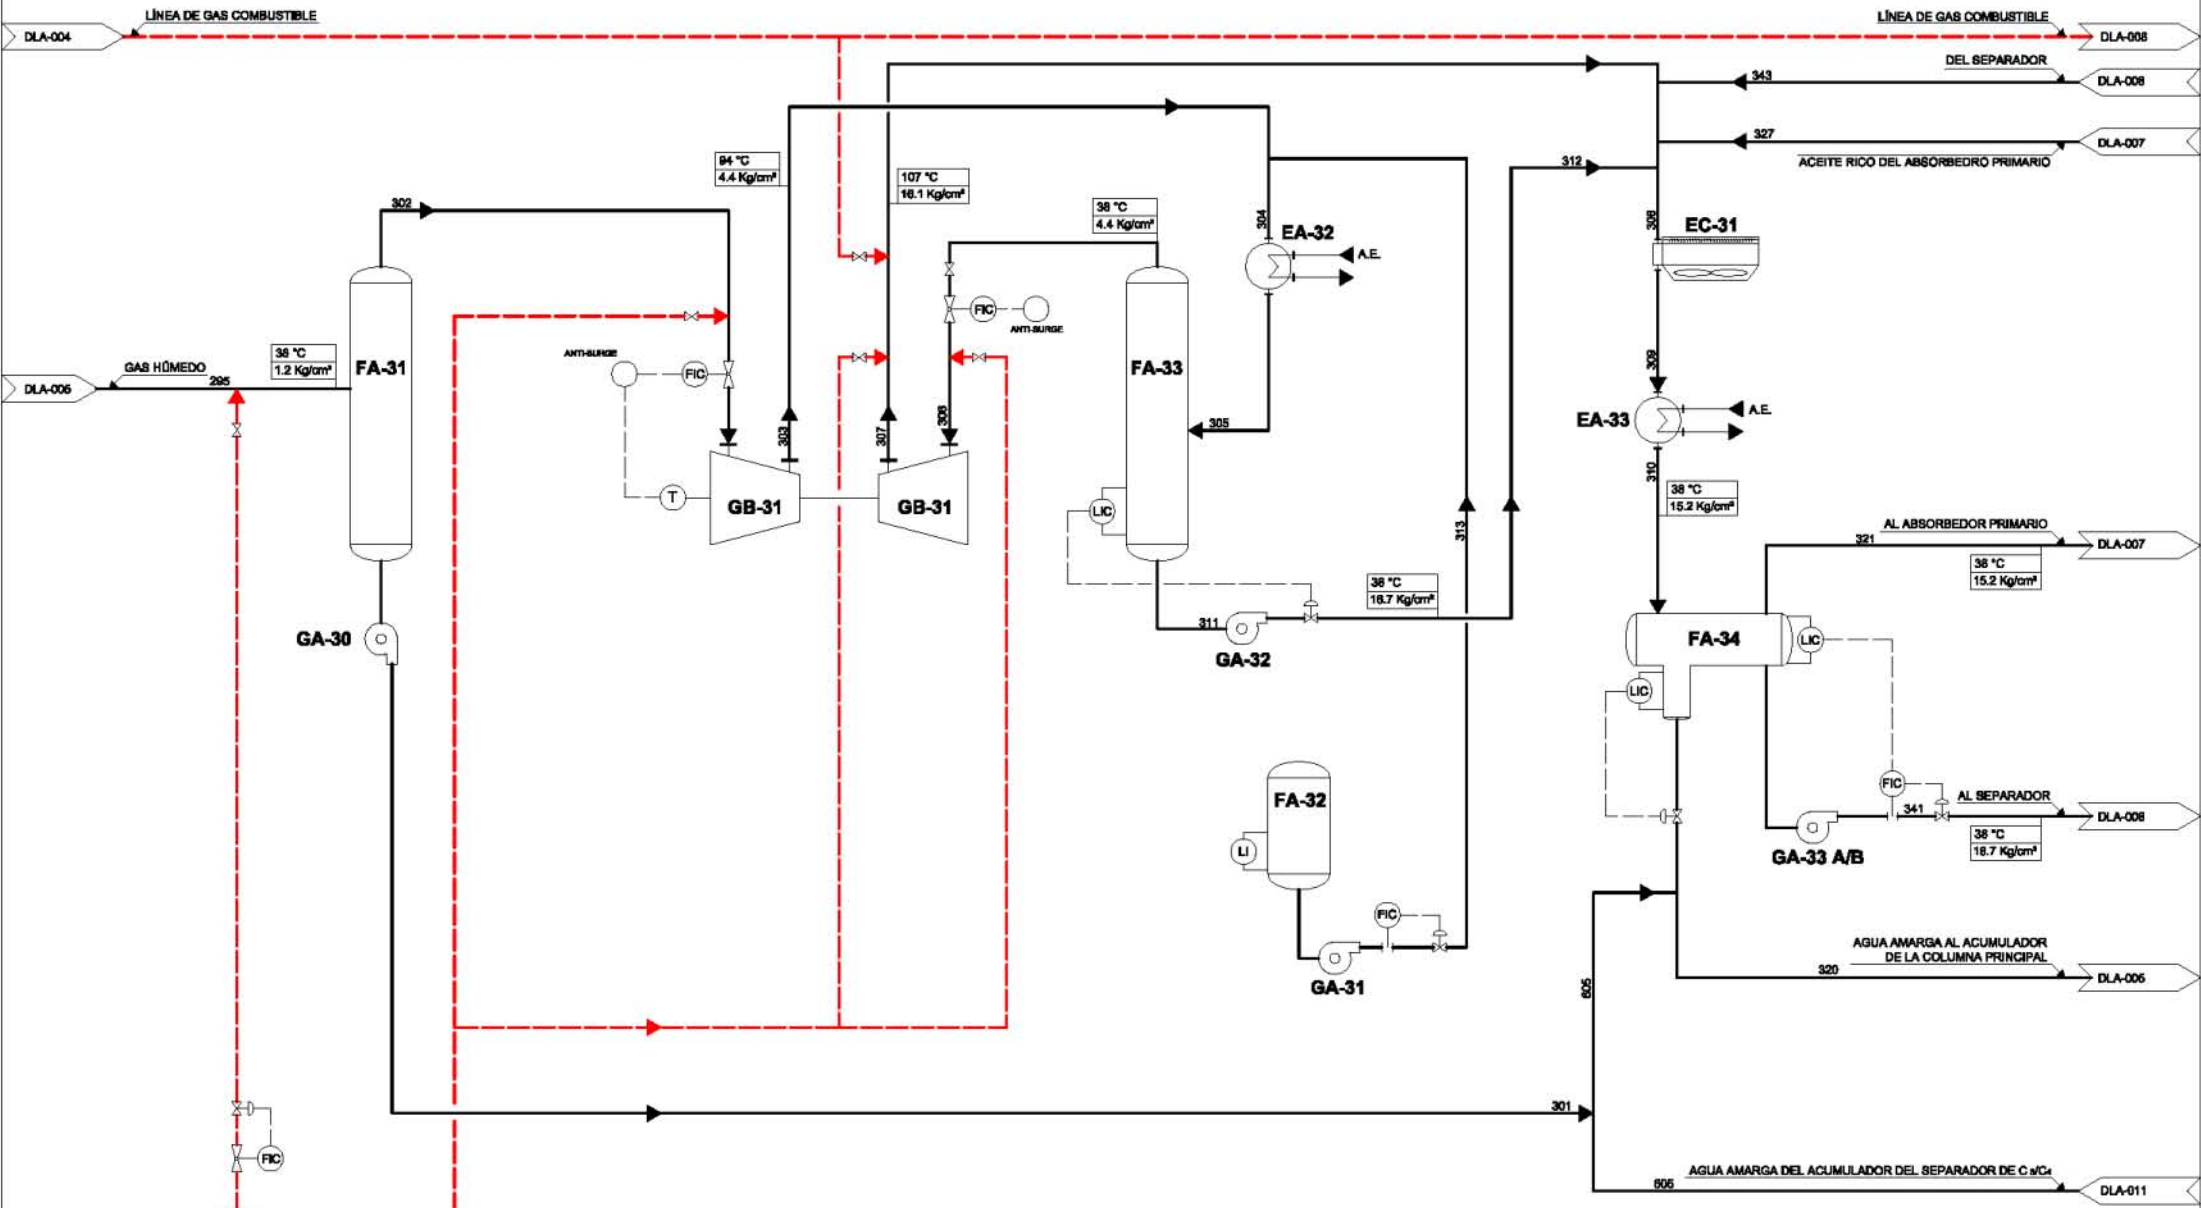 LÍNEA DE GAS COMBUSTIBLE
DLA-004
LÍNEA DE GAS COMBUSTIBLE
DLA-008
DEL SEPARADOR
343
DLA-008
327
DLA-007
ACEITE RICO DEL ABSORBEDRO PRIMARIO
312
94 °C
4.4 Kg/cm²
107 °C
16.1 Kg/cm²
302
38 °C
4.4 Kg/cm²
304
EA-32
A.E.
308
EC-31
FIC
ANTI-SURGE
38 °C
1.2 Kg/cm²
FA-31
GAS HÚMEDO
295
DLA-005
ANTI-SURGE
FIC
FA-33
309
EA-33
A.E.
303
307
306
305
310
38 °C
15.2 Kg/cm²
T
GB-31
GB-31
LIC
313
AL ABSORBEDOR PRIMARIO
321
DLA-007
38 °C
15.2 Kg/cm²
38 °C
16.7 Kg/cm²
311
GA-32
GA-30
FA-34
LIC
LIC
FA-32
LI
FIC
AL SEPARADOR
341
DLA-008
38 °C
18.7 Kg/cm²
GA-33 A/B
FIC
GA-31
AGUA AMARGA AL ACUMULADOR
DE LA COLUMNA PRINCIPAL
320
DLA-005
605
301
FIC
AGUA AMARGA DEL ACUMULADOR DEL SEPARADOR DE C₃/C₄
605
DLA-011